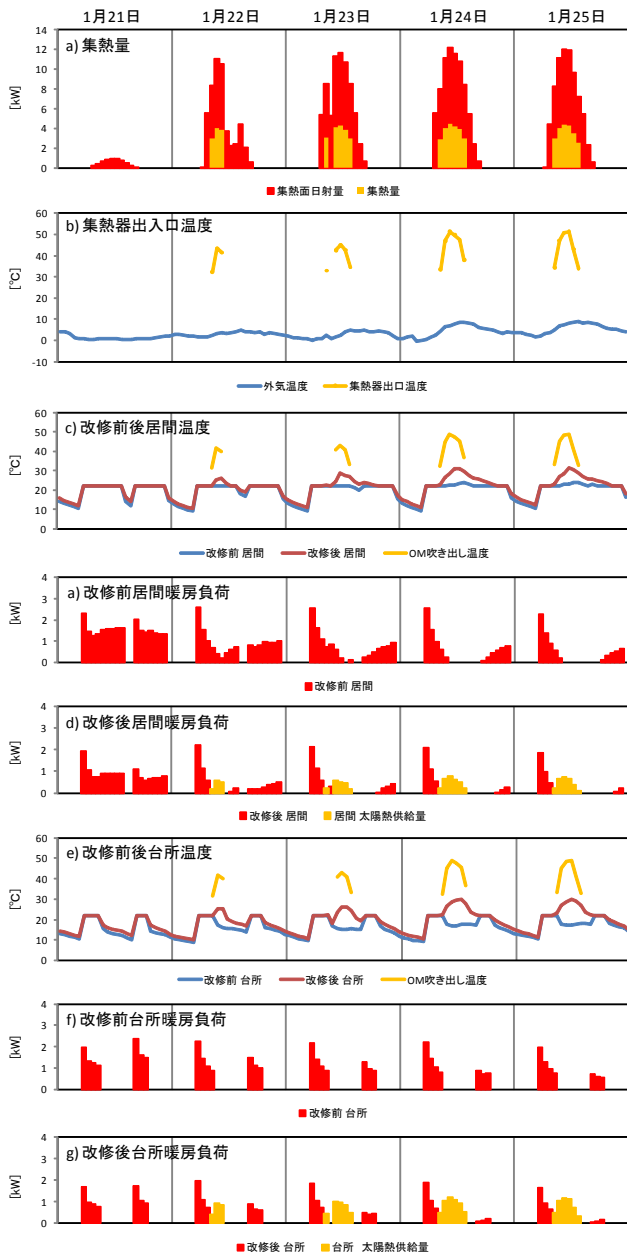 1月21日 1月22日 1月23日 1月24日 1月25日
a) 集熱量
[kW]
14
12
10
8
6
4
2
0
集熱面日射量 集熱量
b) 集熱器出入口温度
[℃]
60
50
40
30
20
10
0
-10
外気温度 集熱器出口温度
c) 改修前後居間温度
[℃]
60
50
40
30
20
10
0
改修前 居間 改修後 居間 OM吹き出し温度
a) 改修前居間暖房負荷
[kW]
4
3
2
1
0
改修前 居間
d) 改修後居間暖房負荷
[kW]
4
3
2
1
0
改修後 居間 居間 太陽熱供給量
e) 改修前後台所温度
[℃]
60
50
40
30
20
10
0
改修前 台所 改修後 台所 OM吹き出し温度
f) 改修前台所暖房負荷
[kW]
4
3
2
1
0
改修前 台所
g) 改修後台所暖房負荷
[kW]
4
3
2
1
0
改修後 台所 台所 太陽熱供給量